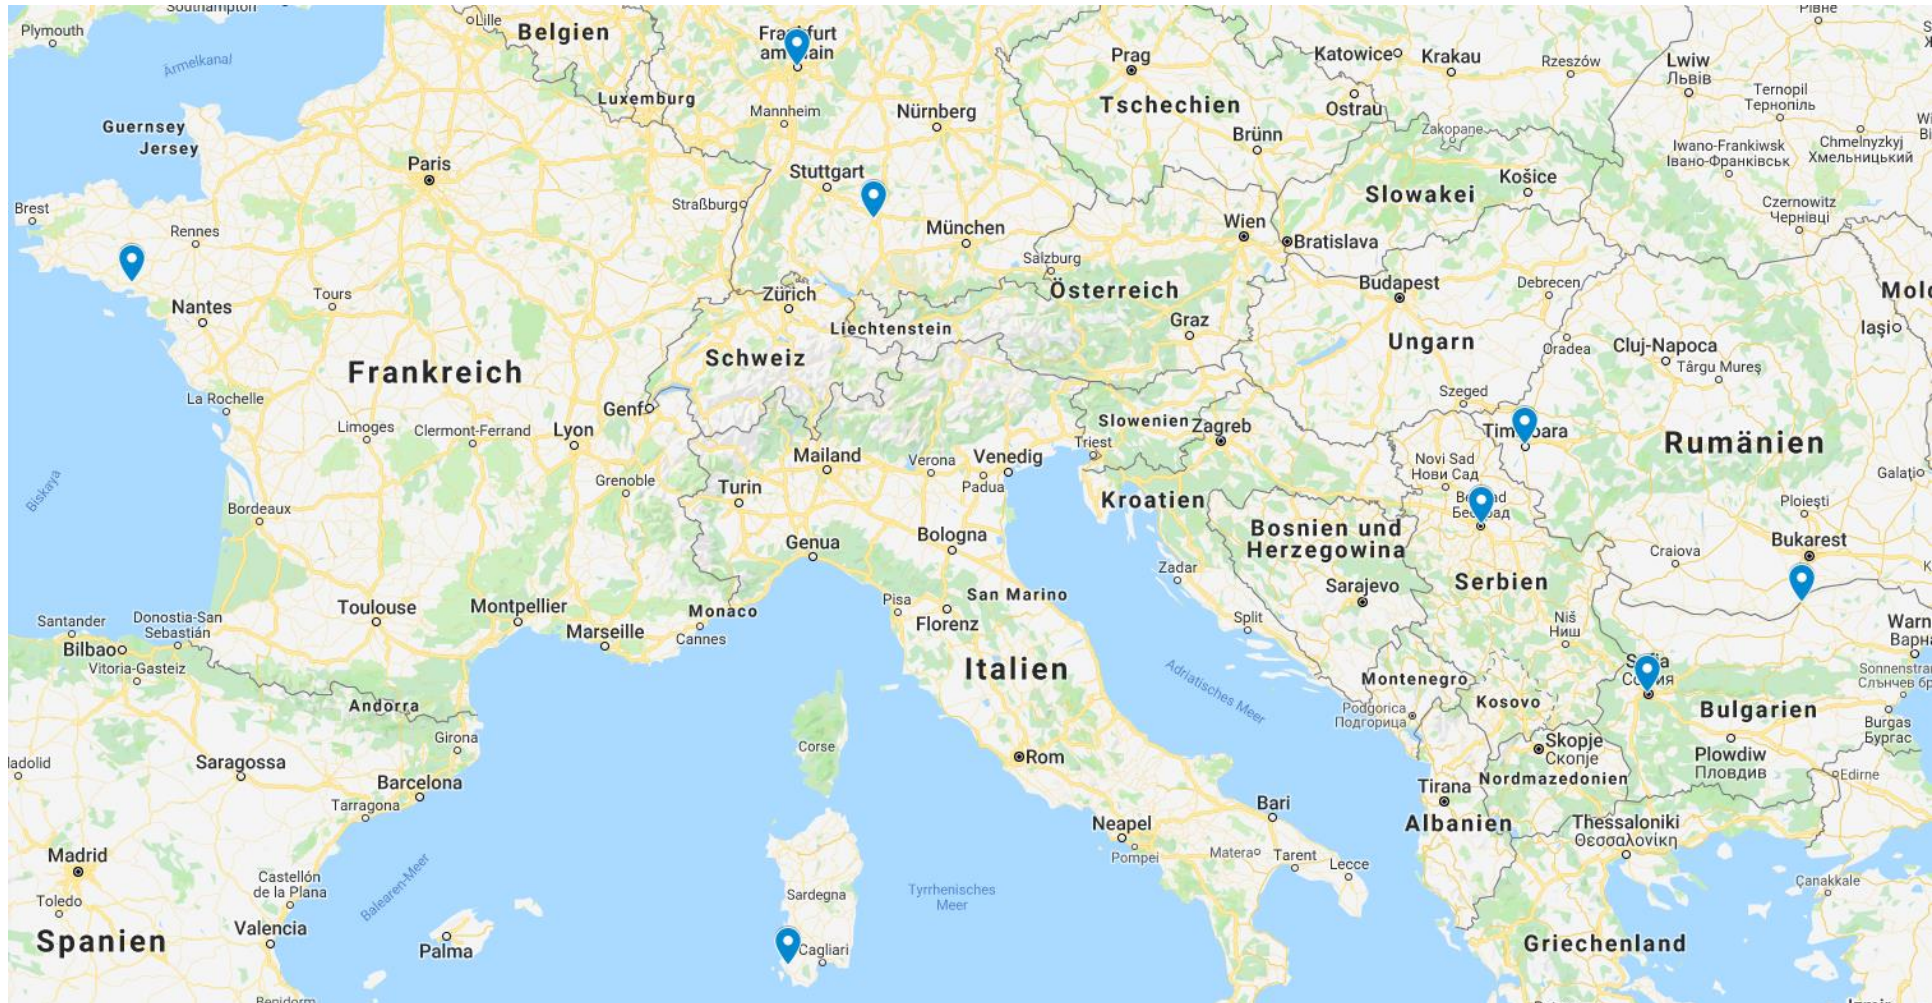 Southampton
Plymouth
Lille
Belgien
Frankfurt
am Main
Prag
Katowice
Krakau
Rzeszów
Lwiw
Львів
Рівне
Ärmelkanal
Luxemburg
Mannheim
Nürnberg
Tschechien
Ostrau
Ternopil
Тернопіль
Guernsey
Jersey
Brünn
Zakopane
Iwano-Frankiwsk
Івано-Франківськ
Chmelnyzkyj
Хмельницький
Paris
Stuttgart
Slowakei
Košice
Czernowitz
Чернівці
Brest
Rennes
Straßburg
München
Wien
Bratislava
Nantes
Tours
Zürich
Salzburg
Österreich
Budapest
Debrecen
Liechtenstein
Graz
Ungarn
Oradea
Cluj-Napoca
Târgu Mureș
Iași
Frankreich
Schweiz
La Rochelle
Genf
Szeged
Limoges
Clermont-Ferrand
Lyon
Slowenien
Zagreb
Triest
Rumänien
Mailand
Verona
Venedig
Padua
Novi Sad
Нови Сад
Galați
Biskaya
Grenoble
Turin
Kroatien
Ploiești
Bordeaux
Genua
Bologna
Bosnien und
Herzegowina
Craiova
Bukarest
Zadar
Sarajevo
Serbien
Santander
Donostia-San
Sebastián
Toulouse
Montpellier
Monaco
Pisa
San Marino
Bilbao
Vitoria-Gasteiz
Marseille
Cannes
Florenz
Split
Niš
Ниш
Italien
Adriatisches Meer
Montenegro
Kosovo
Andorra
Podgorica
Подгорица
Bulgarien
Burgas
Бургас
Girona
Corse
Rom
Skopje
Скопје
Plowdiw
Пловдив
Saragossa
Barcelona
Tarragona
Nordmazedonien
Edirne
Tirana
Albanien
Bari
Neapel
Pompei
Matera
Tarent
Lecce
Thessaloniki
Θεσσαλονίκη
Madrid
Toledo
Castellón
de la Plana
Balearen-Meer
Sardegna
Tyrrhenisches
Meer
Çanakkale
Valencia
Palma
Cagliari
Spanien
Griechenland
Benidorm